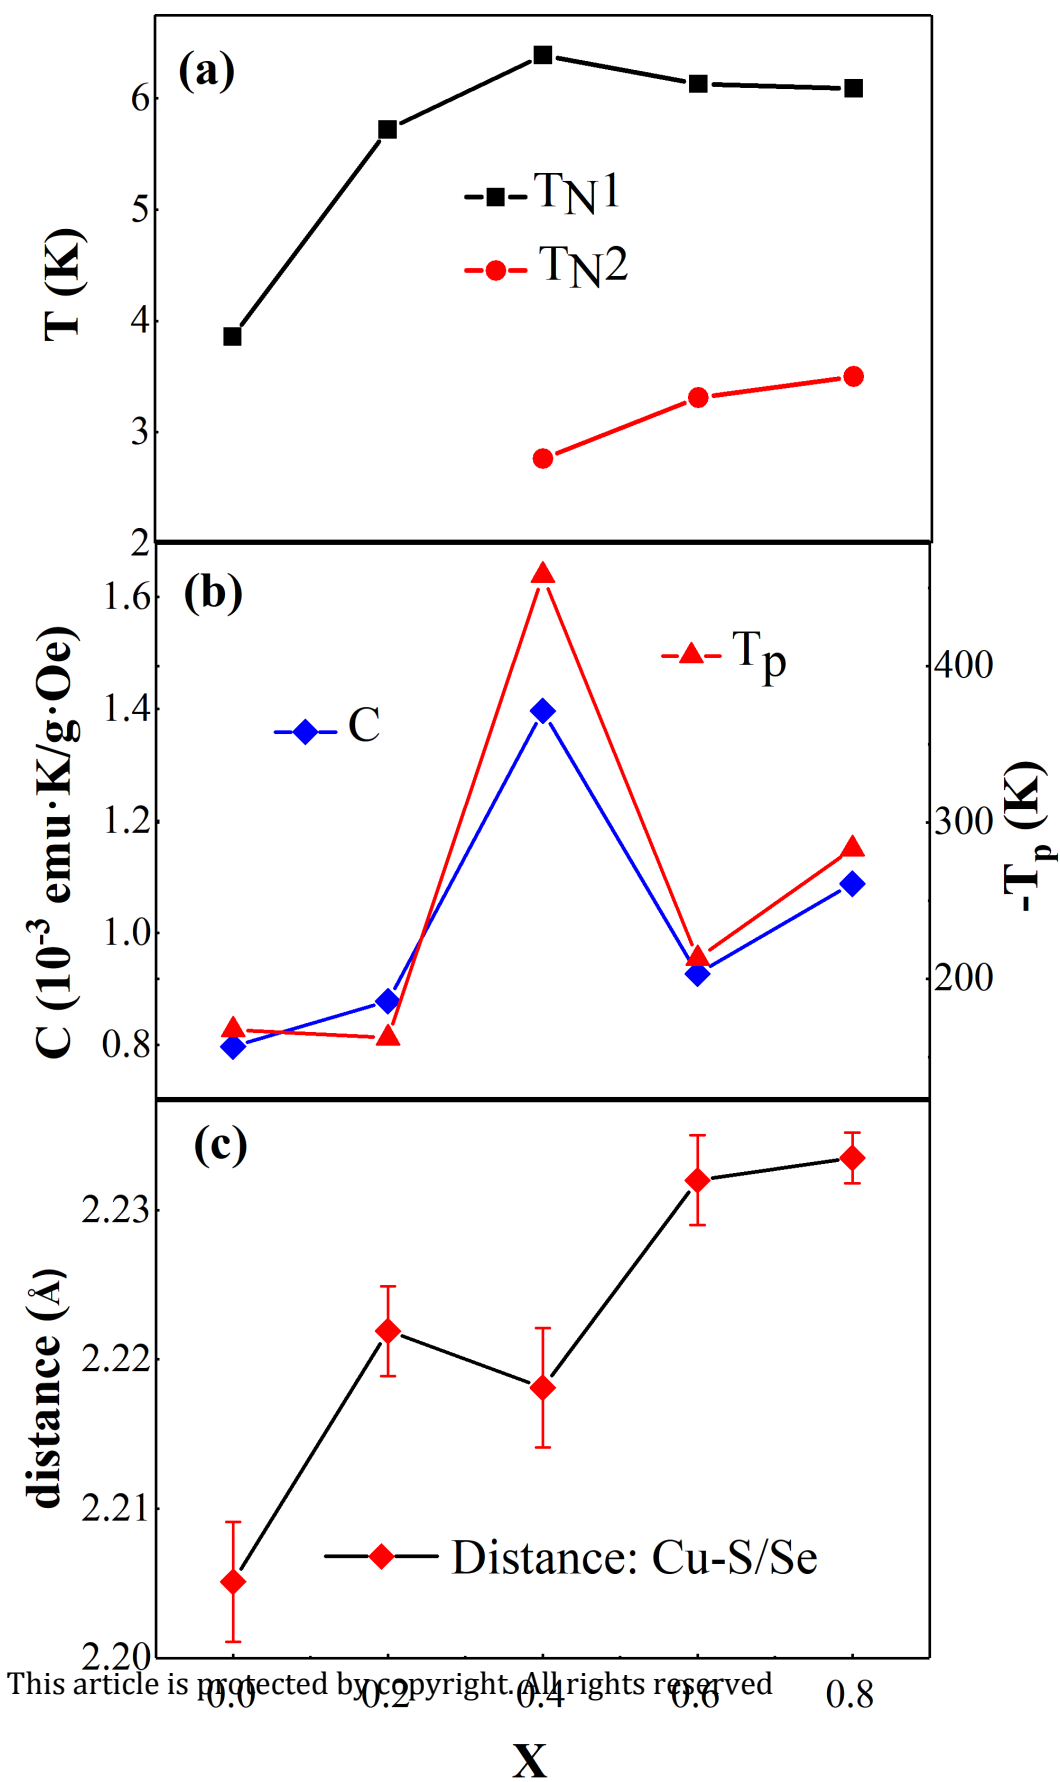 (a)
6
5
4
3
2
T (K)
TN1
TN2
(b)
1.6
1.4
1.2
1.0
0.8
C (10-3 emu·K/g·Oe)
C
Tp
400
300
200
-Tp (K)
(c)
2.23
2.22
2.21
2.20
distance (Å)
Distance: Cu-S/Se
This article is protected by copyright. All rights reserved
0.0 0.2 0.4 0.6 0.8
X